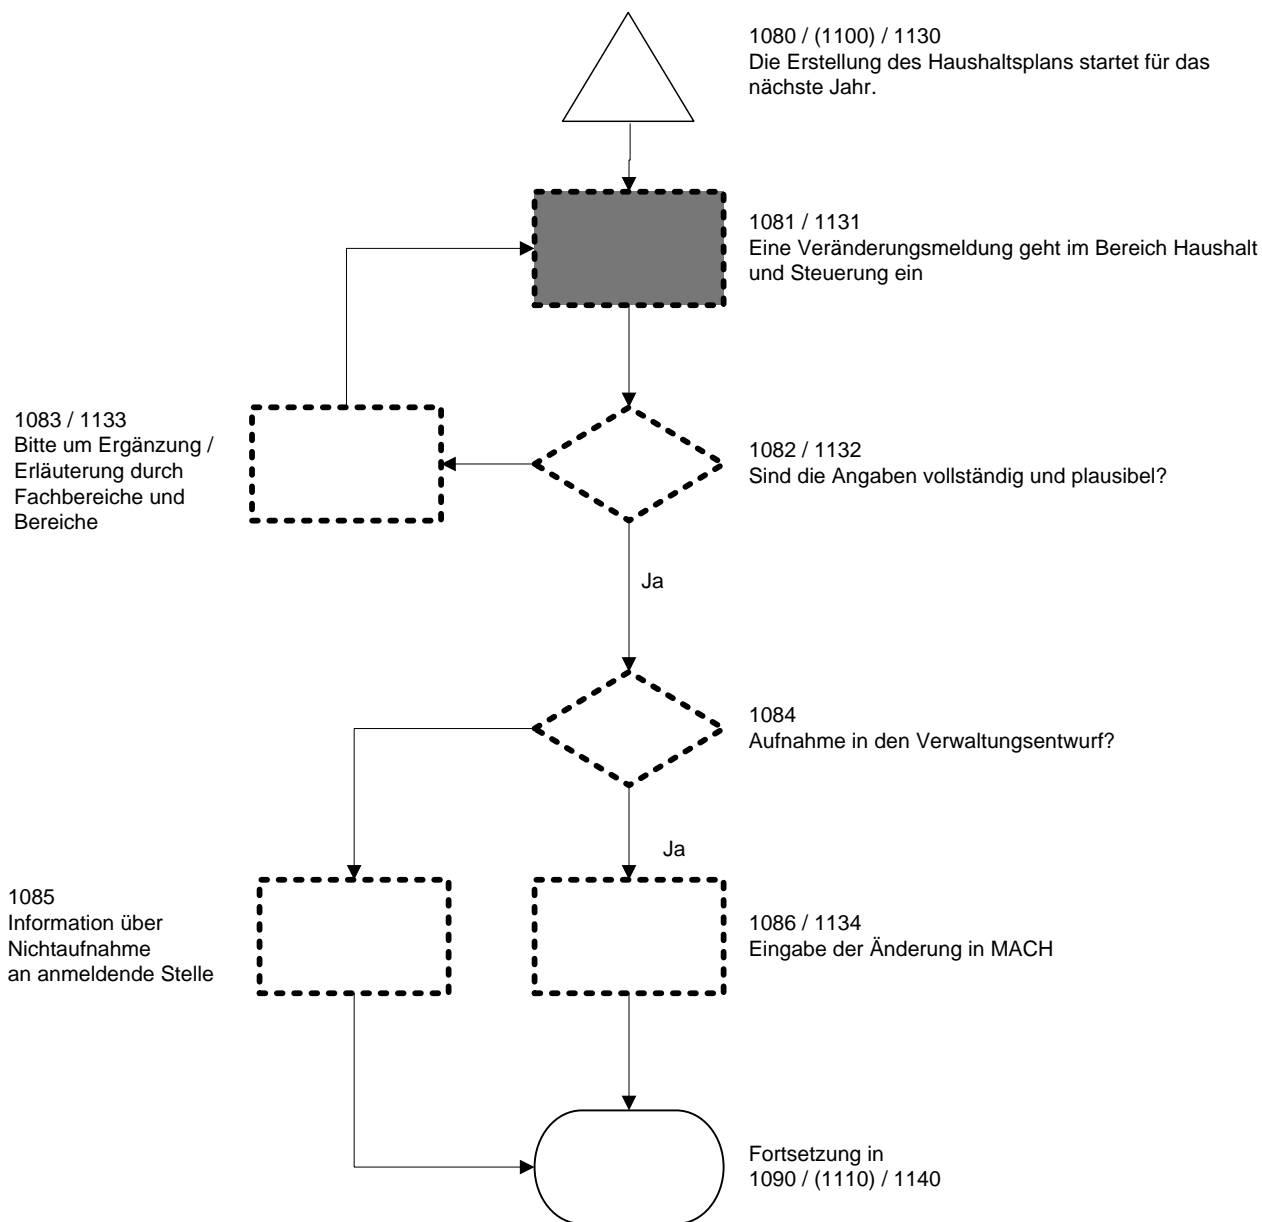 1080 / (1100) / 1130
Die Erstellung des Haushaltsplans startet für das
nächste Jahr.
1081 / 1131
Eine Veränderungsmeldung geht im Bereich Haushalt
und Steuerung ein
1083 / 1133
Bitte um Ergänzung /
Erläuterung durch
Fachbereiche und
Bereiche
1082 / 1132
Sind die Angaben vollständig und plausibel?
Ja
1084
Aufnahme in den Verwaltungsentwurf?
Ja
1085
Information über
Nichtaufnahme
an anmeldende Stelle
1086 / 1134
Eingabe der Änderung in MACH
Fortsetzung in
1090 / (1110) / 1140